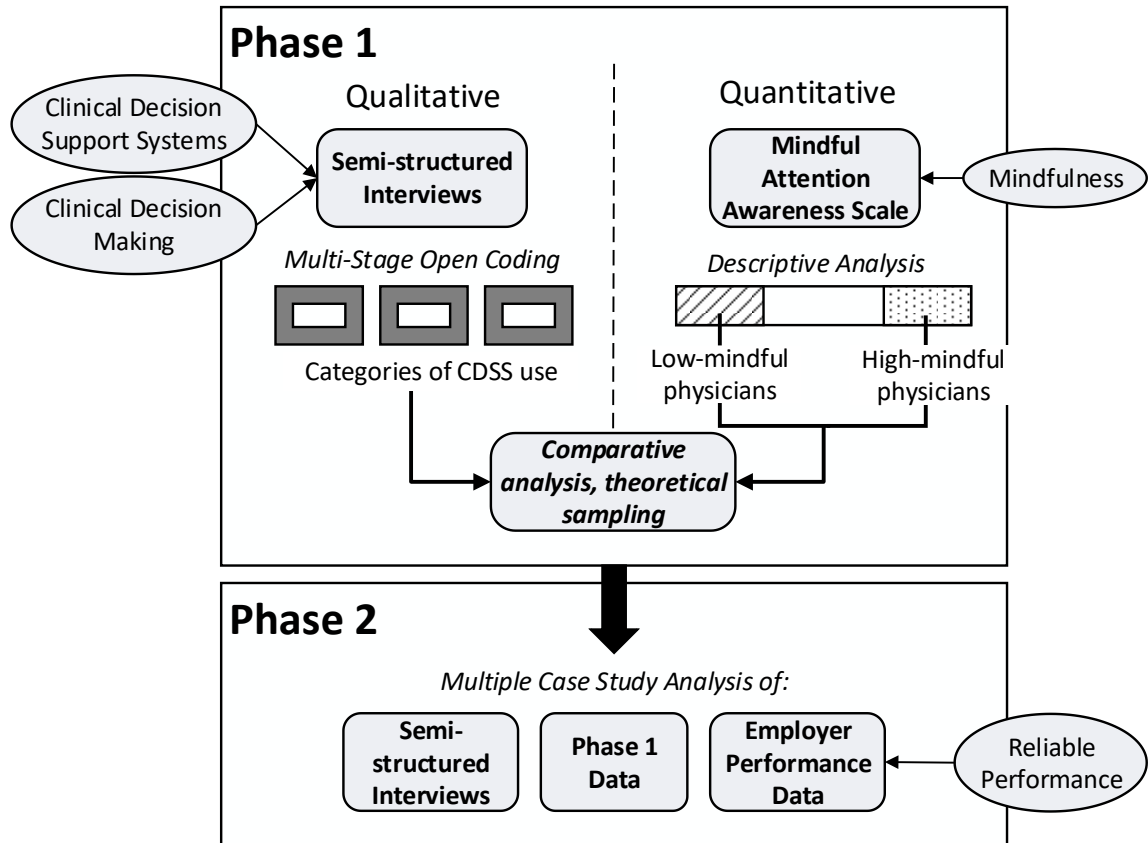 Phase 1
Clinical Decision
Support Systems
Clinical Decision
Making
Qualitative
Semi-structured
Interviews
Multi-Stage Open Coding
Categories of CDSS use
Quantitative
Mindful
Attention
Awareness Scale
Mindfulness
Descriptive Analysis
Low-mindful
physicians
High-mindful
physicians
Comparative
analysis, theoretical
sampling
Phase 2
Multiple Case Study Analysis of:
Semi-
structured
Interviews
Phase 1
Data
Employer
Performance
Data
Reliable
Performance